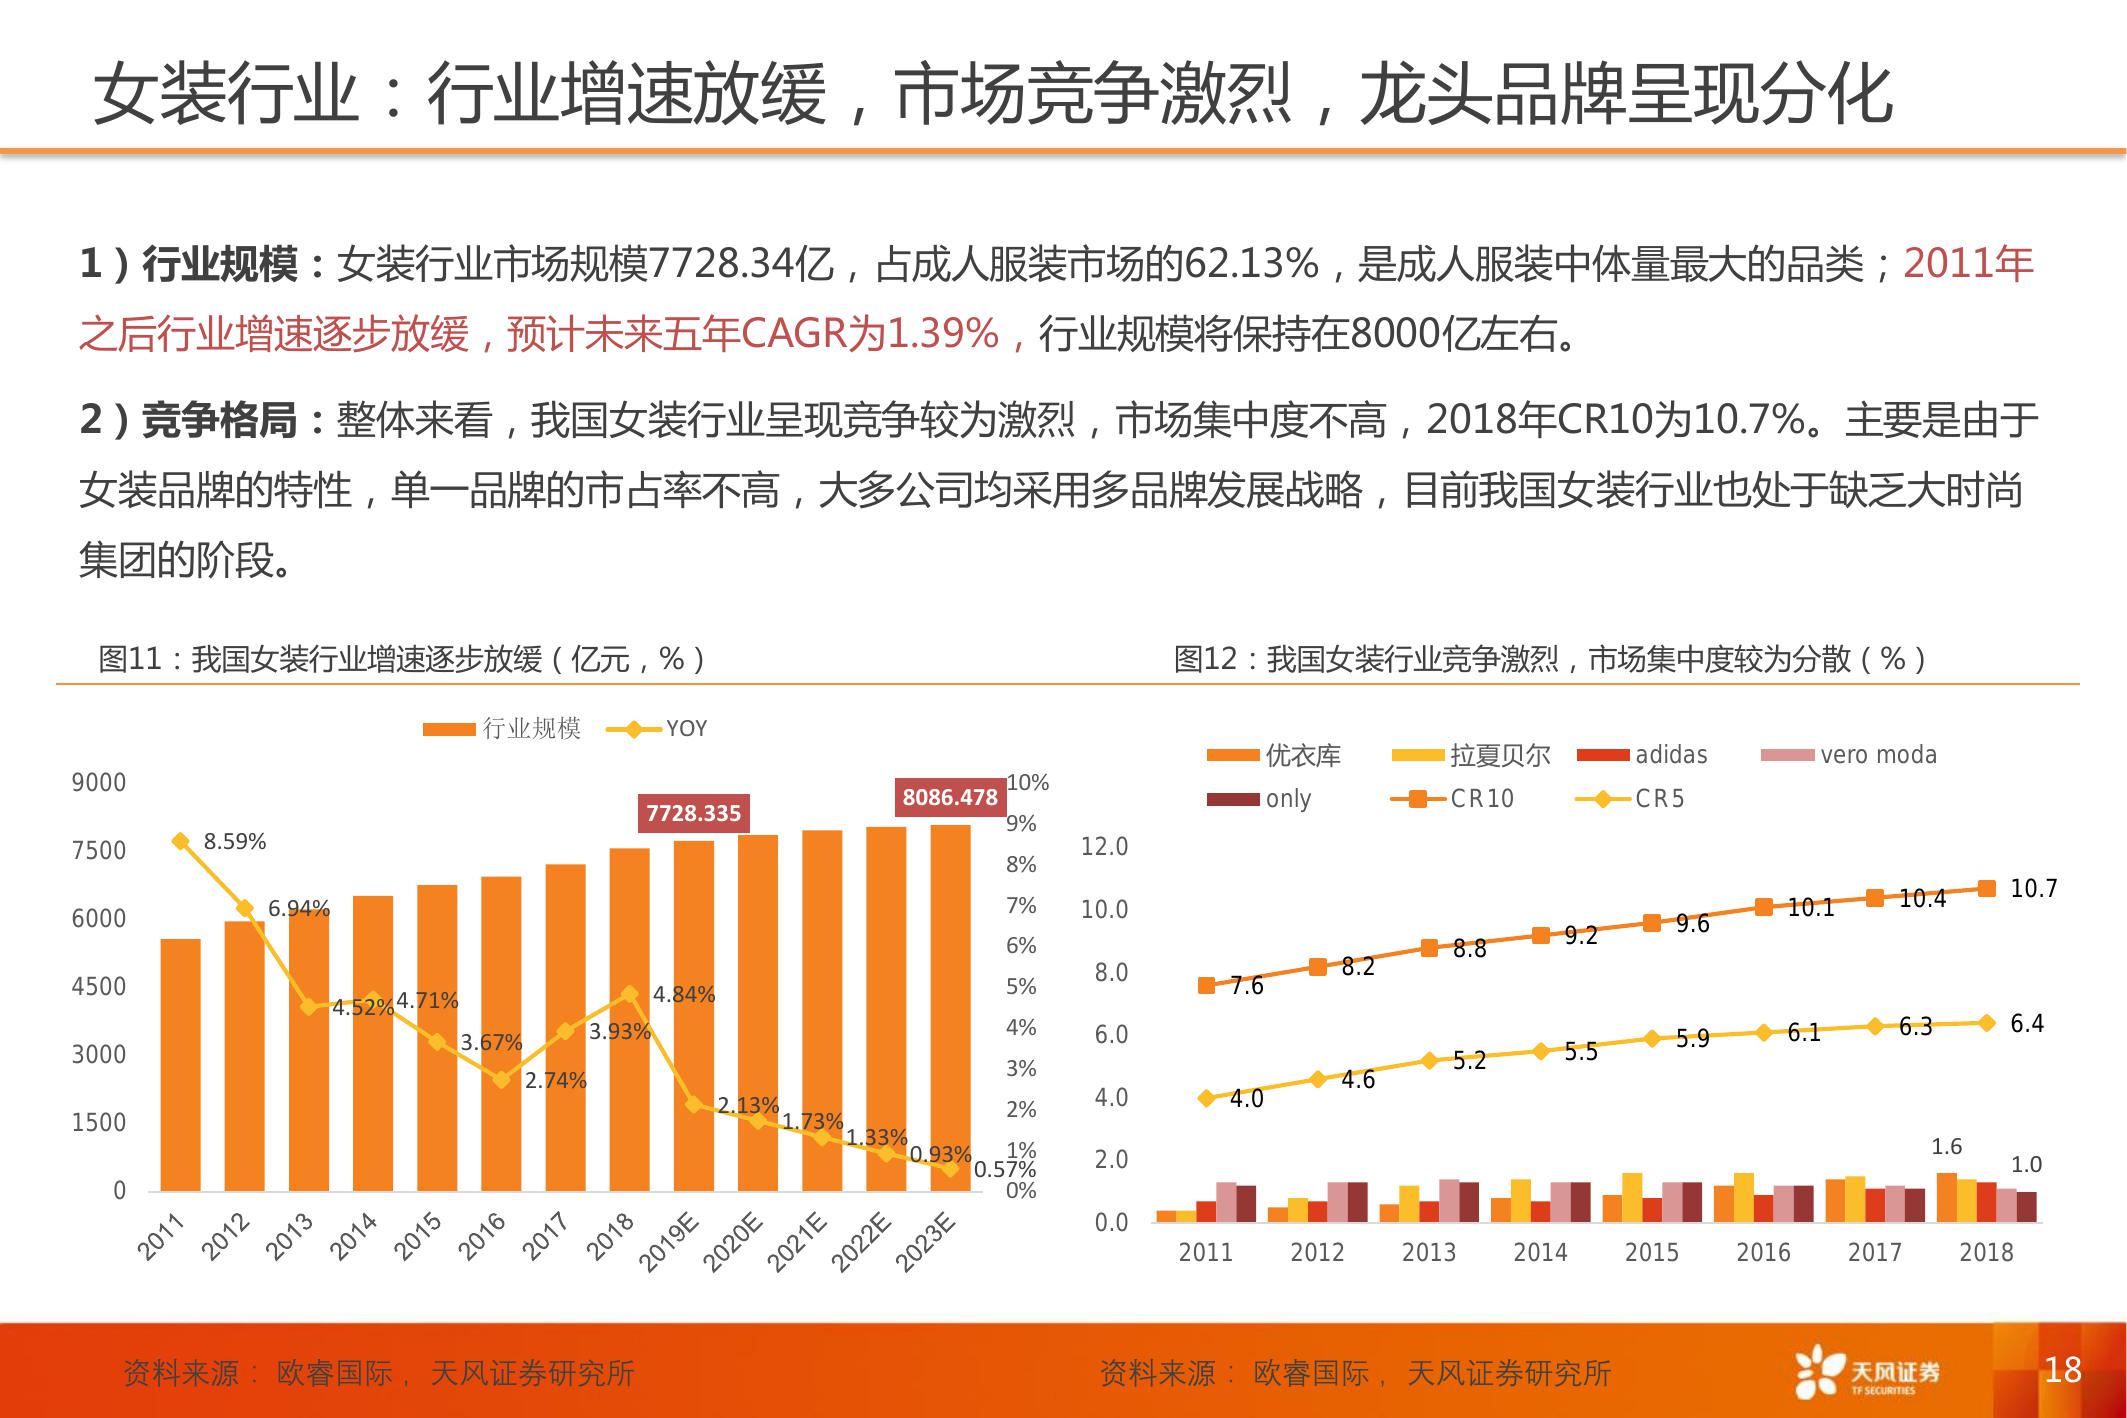 女装行业：行业增速放缓，市场竞争激烈，龙头品牌呈现分化
1）行业规模：女装行业市场规模7728.34亿，占成人服装市场的62.13%，是成人服装中体量最大的品类；2011年
之后行业增速逐步放缓，预计未来五年CAGR为1.39%，行业规模将保持在8000亿左右。
2）竞争格局：整体来看，我国女装行业呈现竞争较为激烈，市场集中度不高，2018年CR10为10.7%。主要是由于
女装品牌的特性，单一品牌的市占率不高，大多公司均采用多品牌发展战略，目前我国女装行业也处于缺乏大时尚
集团的阶段。
图11：我国女装行业增速逐步放缓（亿元，%）
行业规模 YOY
9000
7500
6000
4500
3000
1500
0
10%
9%
8%
7%
6%
5%
4%
3%
2%
1%
0%
7728.335
8086.478
8.59%
6.94%
4.52%
4.71%
3.67%
2.74%
3.93%
4.84%
2.13%
1.73%
1.33%
0.93%
0.57%
2011 2012 2013 2014 2015 2016 2017 2018 2019E 2020E 2021E 2022E 2023E
图12：我国女装行业竞争激烈，市场集中度较为分散（%）
优衣库 拉夏贝尔 adidas vero moda
only CR10 CR5
12.0
10.0
8.0
6.0
4.0
2.0
0.0
7.6 8.2 8.8 9.2 9.6 10.1 10.4 10.7
4.0 4.6 5.2 5.5 5.9 6.1 6.3 6.4
1.6
1.0
2011 2012 2013 2014 2015 2016 2017 2018
资料来源：欧睿国际，天风证券研究所
资料来源：欧睿国际，天风证券研究所
天风证券
TF SECURITIES
18